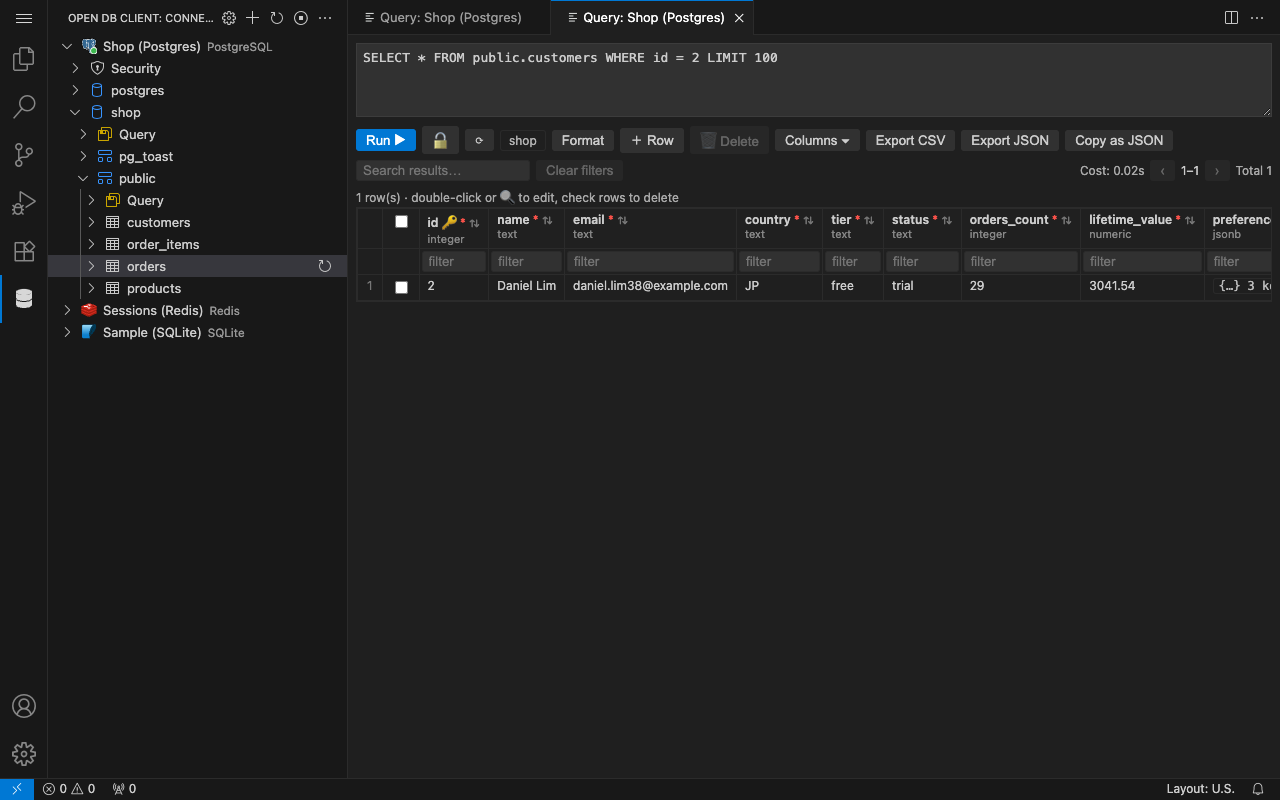 OPEN DB CLIENT: CONNE...
Shop (Postgres) PostgreSQL
Security
postgres
shop
Query
pg_toast
public
Query
customers
order_items
orders
products
Sessions (Redis) Redis
Sample (SQLite) SQLite
Query: Shop (Postgres)
Query: Shop (Postgres)
SELECT * FROM public.customers WHERE id = 2 LIMIT 100
Run shop Format + Row Delete Columns Export CSV Export JSON Copy as JSON
Search results... Clear filters Cost: 0.02s ‹ 1–1 › Total 1
1 row(s) · double-click or to edit, check rows to delete
id * name * email * country * tier * status * orders_count * lifetime_value * preference
integer text text text text text integer numeric jsonb
filter filter filter filter filter filter filter filter filter
1 2 Daniel Lim daniel.lim38@example.com JP free trial 29 3041.54 {…} 3 k
0 0 0 Layout: U.S.